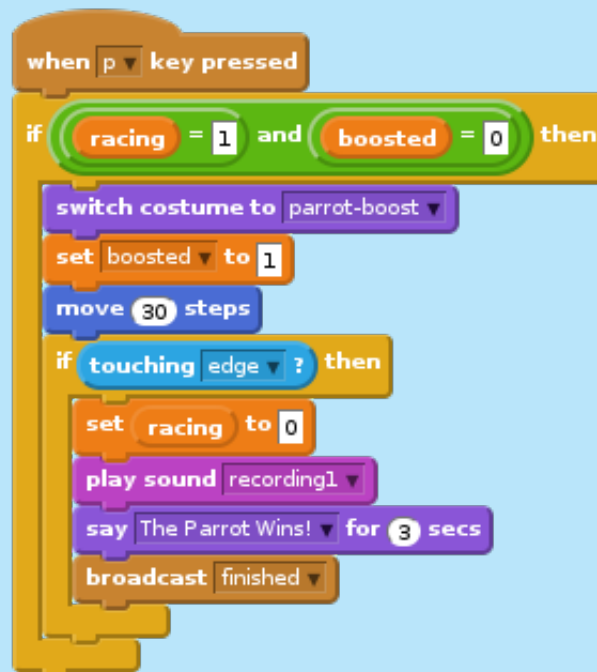 when p key pressed
if racing = 1 and boosted = 0 then
switch costume to parrot-boost
set boosted to 1
move 30 steps
if touching edge ? then
set racing to 0
play sound recording1
say The Parrot Wins! for 3 secs
broadcast finished